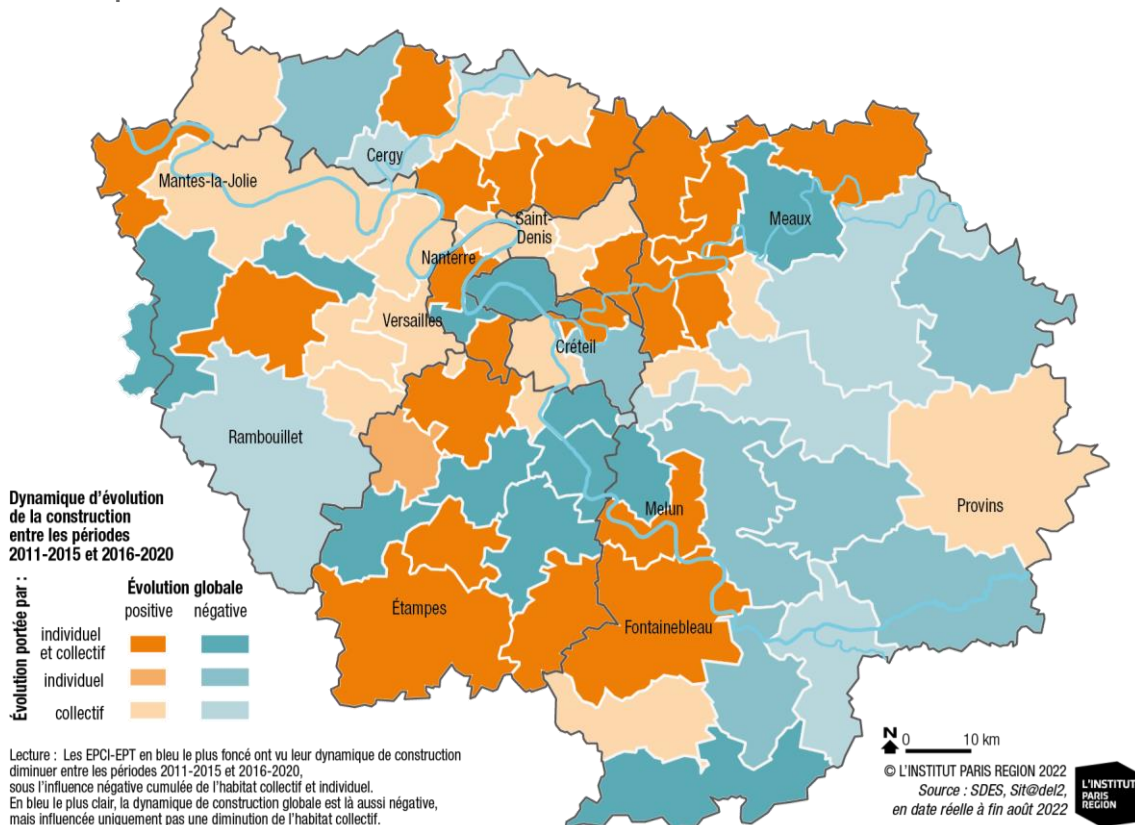 Cergy
Mantes-la-Jolie
Meaux
Saint-
Denis
Nanterre
Versailles
Créteil
Rambouillet
Melun
Provins
Étampes
Fontainebleau
Dynamique d'évolution
de la construction
entre les périodes
2011-2015 et 2016-2020
Évolution portée par :
Évolution globale
positive négative
individuel
et collectif
individuel
collectif
Lecture : Les EPCI-EPT en bleu le plus foncé ont vu leur dynamique de construction
diminuer entre les périodes 2011-2015 et 2016-2020,
sous l'influence négative cumulée de l'habitat collectif et individuel.
En bleu le plus clair, la dynamique de construction globale est là aussi négative,
mais influencée uniquement pas une diminution de l'habitat collectif.
N 0 10 km
© L'INSTITUT PARIS REGION 2022
Source : SDES, Sit@del2,
en date réelle à fin août 2022
L'INSTITUT
PARIS
REGION